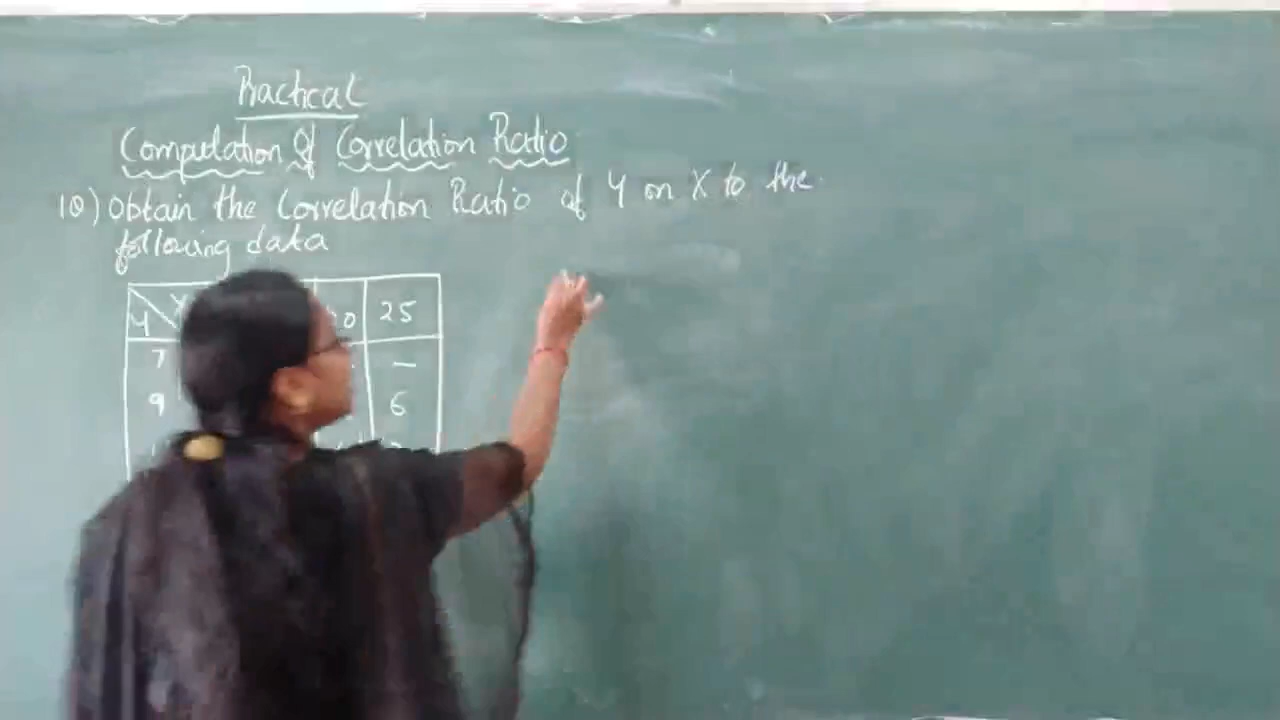 Practical
Computation Of Correlation Ratio
10) Obtain the Correlation Ratio of Y on X to the
following data
Y 25
7 —
9 6